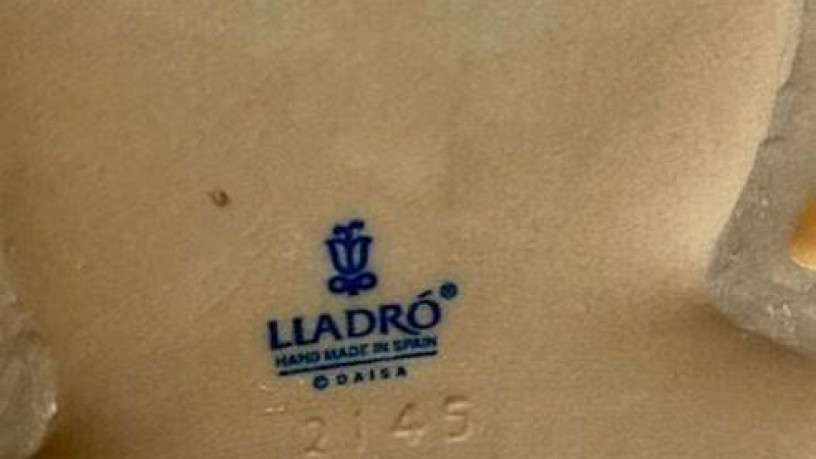 LLADRÓ®
HAND MADE IN SPAIN
© DAISA
2145